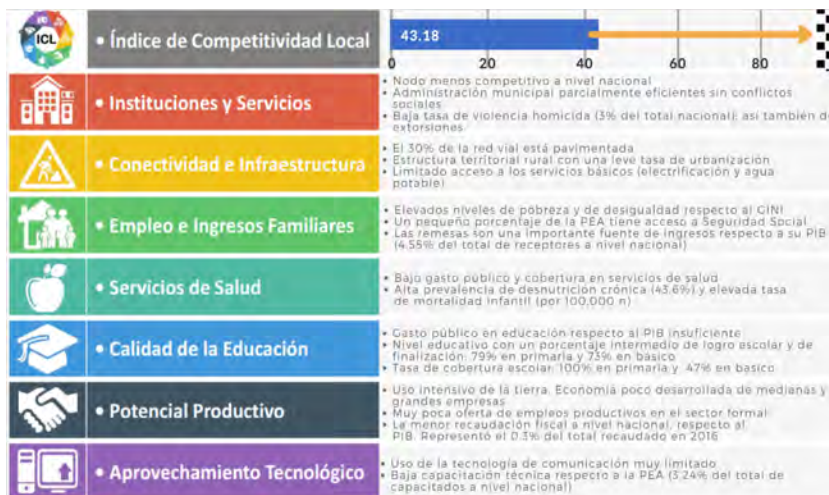 ICL
• Índice de Competitividad Local
43.18
0 20 40 60 80
• Instituciones y Servicios
• Nodo menos competitivo a nivel nacional
• Administración municipal parcialmente eficientes sin conflictos
sociales
• Baja tasa de violencia homicida (3% del total nacional); así también de
extorsiones
• Conectividad e Infraestructura
• El 30% de la red vial está pavimentada
• Estructura territorial rural con una leve tasa de urbanización
• Limitado acceso a los servicios básicos (electrificación y agua
potable)
• Empleo e Ingresos Familiares
• Elevados niveles de pobreza y de desigualdad respecto al GINI
• Un pequeño porcentaje de la PEA tiene acceso a Seguridad Social
• Las remesas son una importante fuente de ingresos respecto a su PIB
(4.55% del total de receptores a nivel nacional)
• Servicios de Salud
• Bajo gasto público y cobertura en servicios de salud
• Alta prevalencia de desnutrición crónica (43.6%) y elevada tasa
de mortalidad infantil (por 100,000 n)
• Calidad de la Educación
• Gasto público en educación respecto al PIB insuficiente
• Nivel educativo con un porcentaje intermedio de logro escolar y de
finalización: 79% en primaria y 73% en básico
• Tasa de cobertura escolar: 100% en primaria y 47% en basico
• Potencial Productivo
• Uso intensivo de la tierra. Economía poco desarrollada de medianas y
grandes empresas
• Muy poca oferta de empleos productivos en el sector formal
• La menor recaudación fiscal a nivel nacional, respecto al
PIB. Representó el 0.3% del total recaudado en 2016
• Aprovechamiento Tecnológico
• Uso de la tecnología de comunicación muy limitado
• Baja capacitación técnica respecto a la PEA (3.24% del total de
capacitados a nivel nacional)